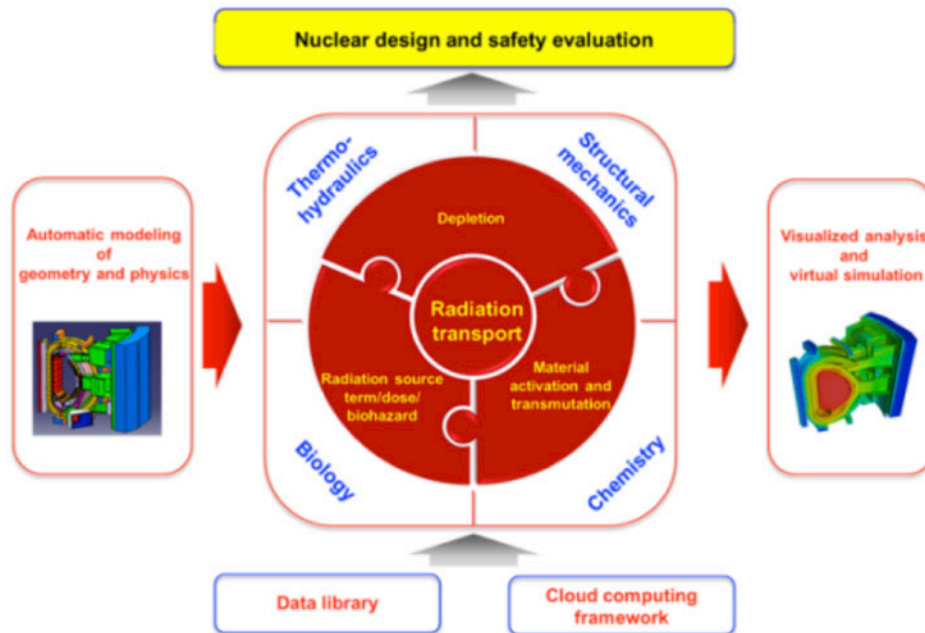 Nuclear design and safety evaluation
Thermo-
hydraulics
Structural
mechanics
Automatic modeling
of
geometry and physics
Depletion
Visualized analysis
and
virtual simulation
Radiation
transport
Radiation source
term/dose/
biohazard
Material
activation and
transmutation
Biology
Chemistry
Data library
Cloud computing
framework